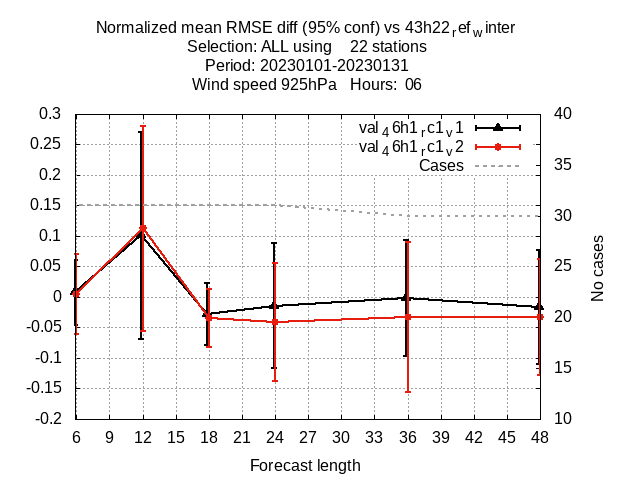 Normalized mean RMSE diff (95% conf) vs 43h22refwinter
Selection: ALL using 22 stations
Period: 20230101-20230131
Wind speed 925hPa Hours: 06
0.3 40
val46h1rc1v1
0.25
val46h1rc1v2
0.2 35
Cases
0.15 30
0.1
0.05 25
0
-0.05 20
-0.1
-0.15 15
-0.2 10
No cases
6 9 12 15 18 21 24 27 30 33 36 39 42 45 48
Forecast length